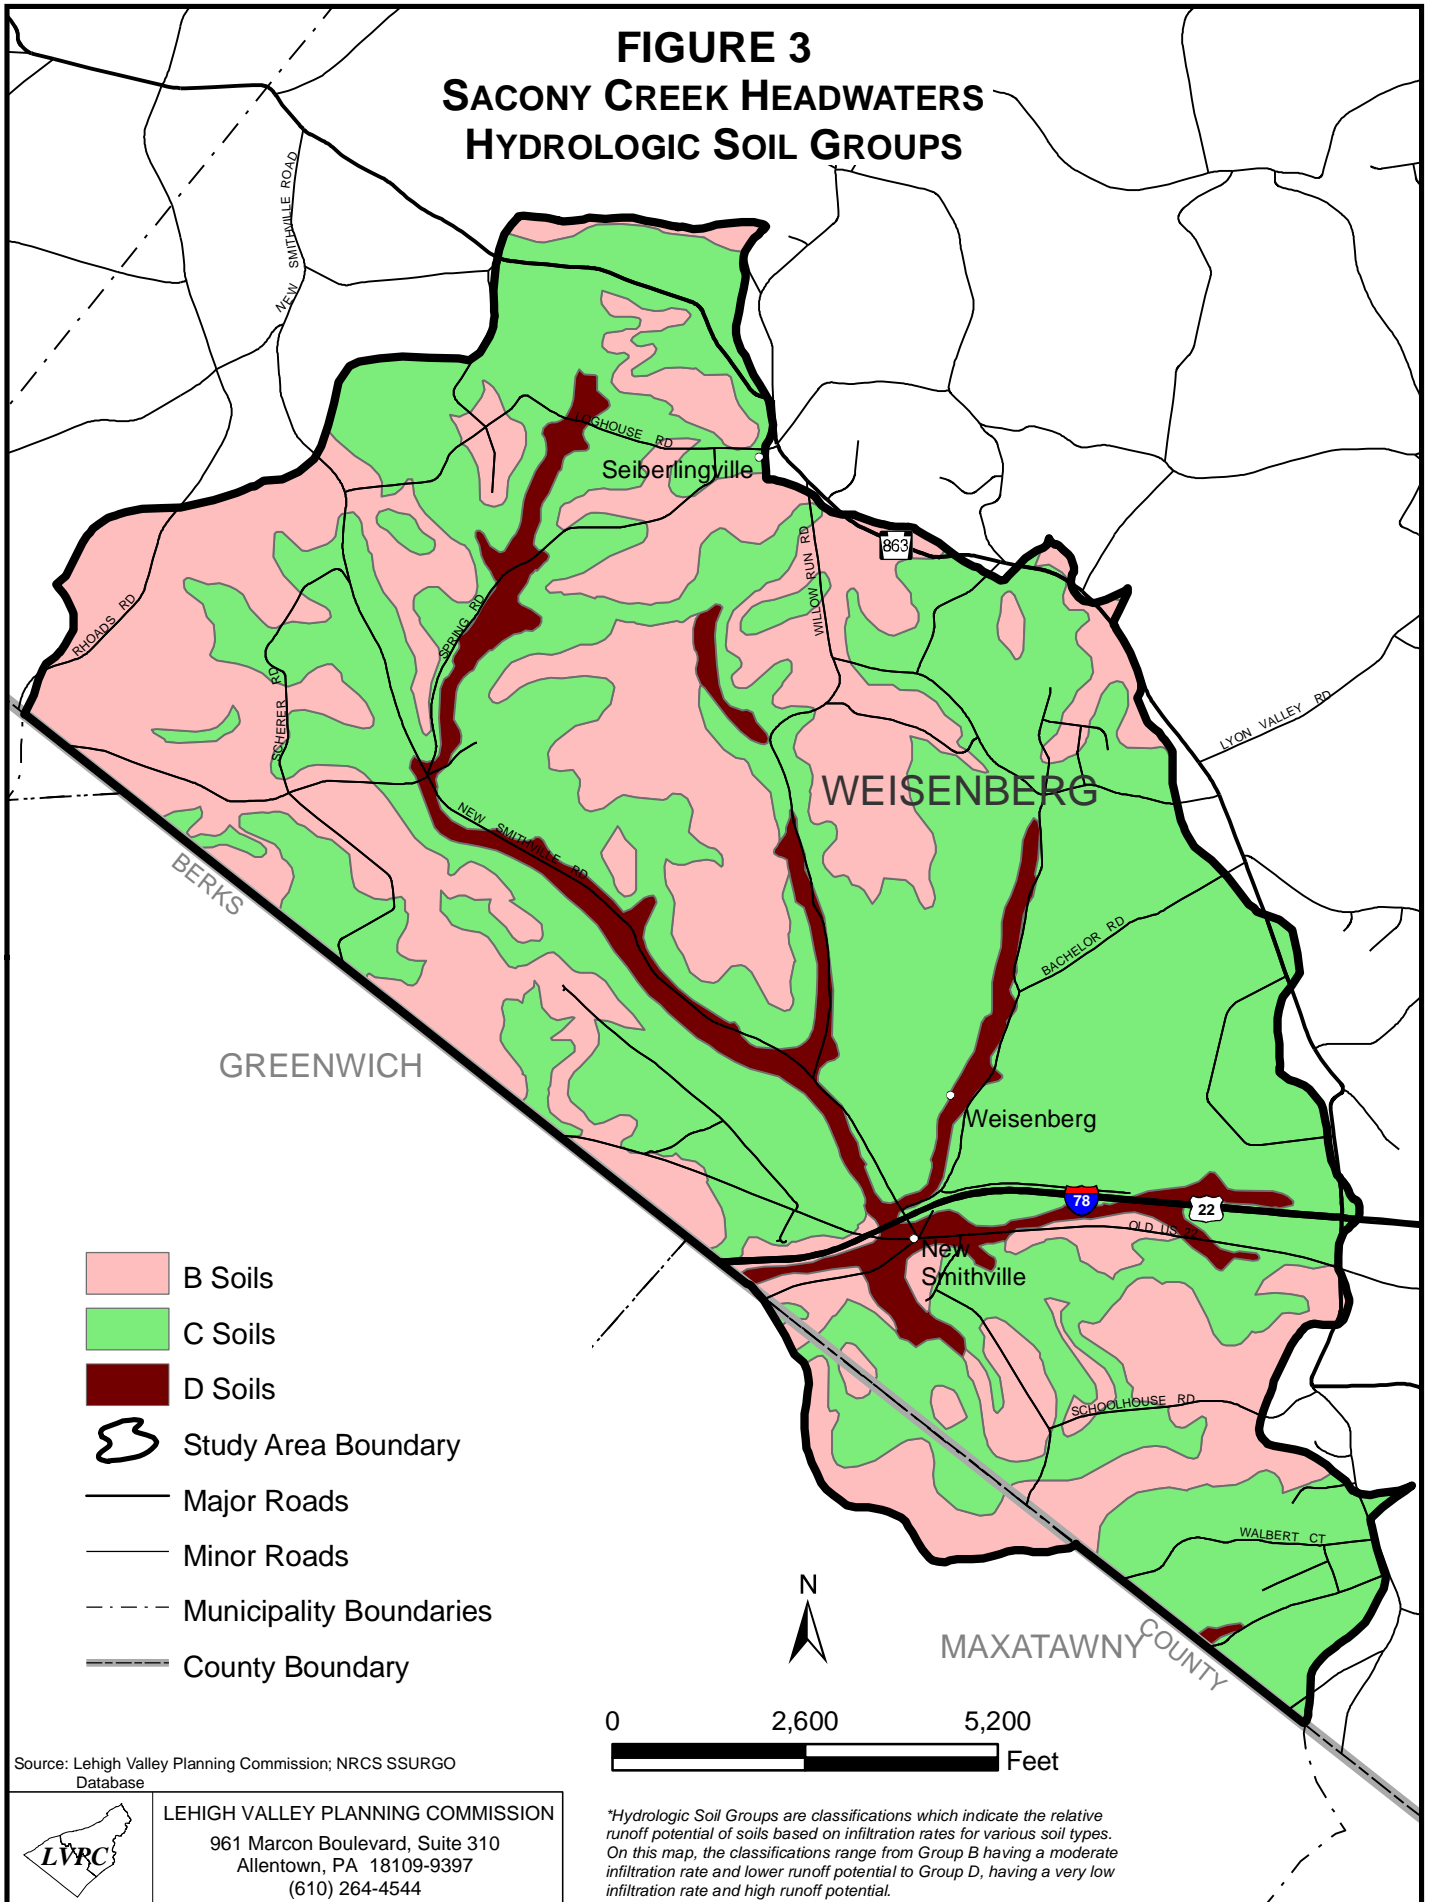 FIGURE 3
SACONY CREEK HEADWATERS
HYDROLOGIC SOIL GROUPS
NEW SMITHVILLE ROAD
LOGHOUSE RD
Seiberlingville
863
WILLOW RUN RD
RHOADS RD
SPRING RD
SCHERER RD
LYON VALLEY RD
WEISENBERG
NEW SMITHVILLE RD
BERKS
BACHELOR RD
GREENWICH
Weisenberg
78
22
OLD US 22
New
Smithville
SCHOOLHOUSE RD
WALBERT CT
MAXATAWNY
COUNTY
B Soils
C Soils
D Soils
Study Area Boundary
Major Roads
Minor Roads
Municipality Boundaries
County Boundary
N
0 2,600 5,200
Feet
Source: Lehigh Valley Planning Commission; NRCS SSURGO
Database
LVPC
LEHIGH VALLEY PLANNING COMMISSION
961 Marcon Boulevard, Suite 310
Allentown, PA 18109-9397
(610) 264-4544
*Hydrologic Soil Groups are classifications which indicate the relative
runoff potential of soils based on infiltration rates for various soil types.
On this map, the classifications range from Group B having a moderate
infiltration rate and lower runoff potential to Group D, having a very low
infiltration rate and high runoff potential.